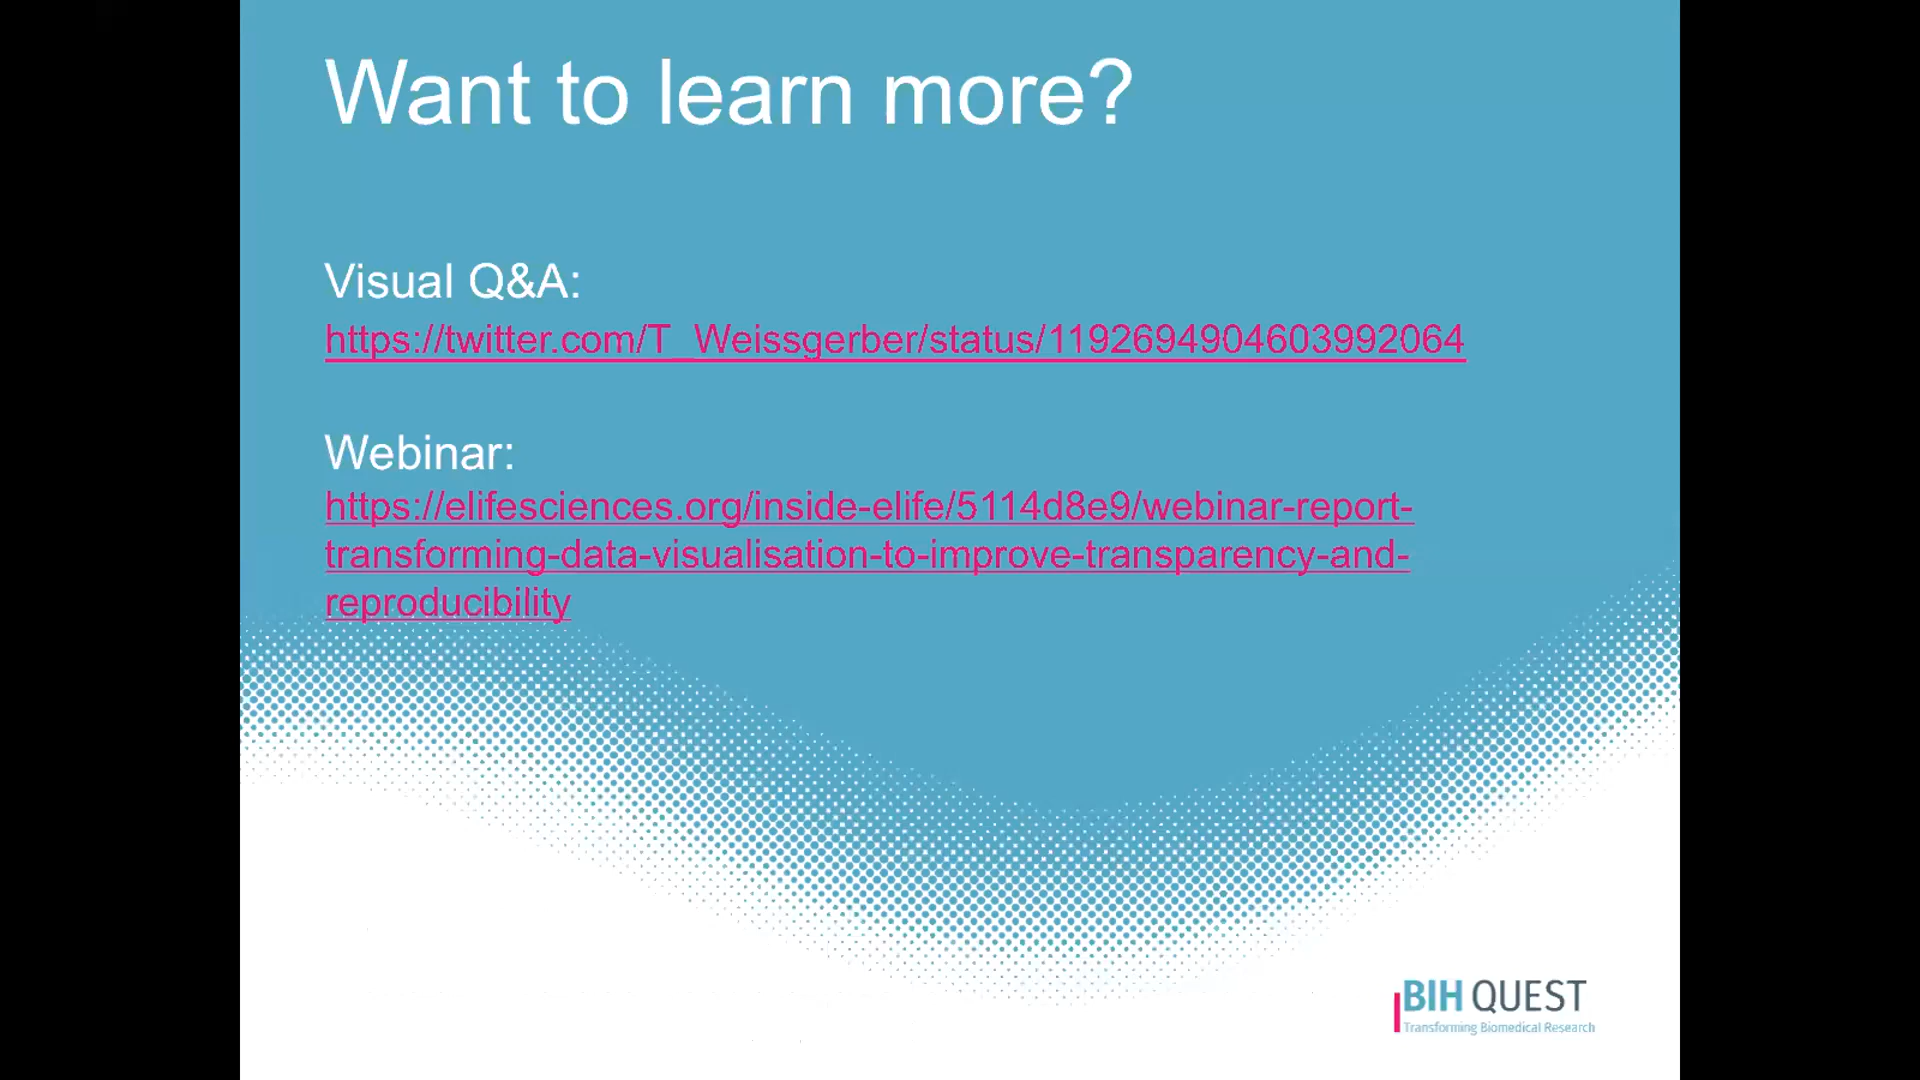 Want to learn more?
Visual Q&A:
https://twitter.com/T_Weissgerber/status/1192694904603992064
Webinar:
https://elifesciences.org/inside-elife/5114d8e9/webinar-report-
transforming-data-visualisation-to-improve-transparency-and-
reproducibility
BIH QUEST
Transforming Biomedical Research